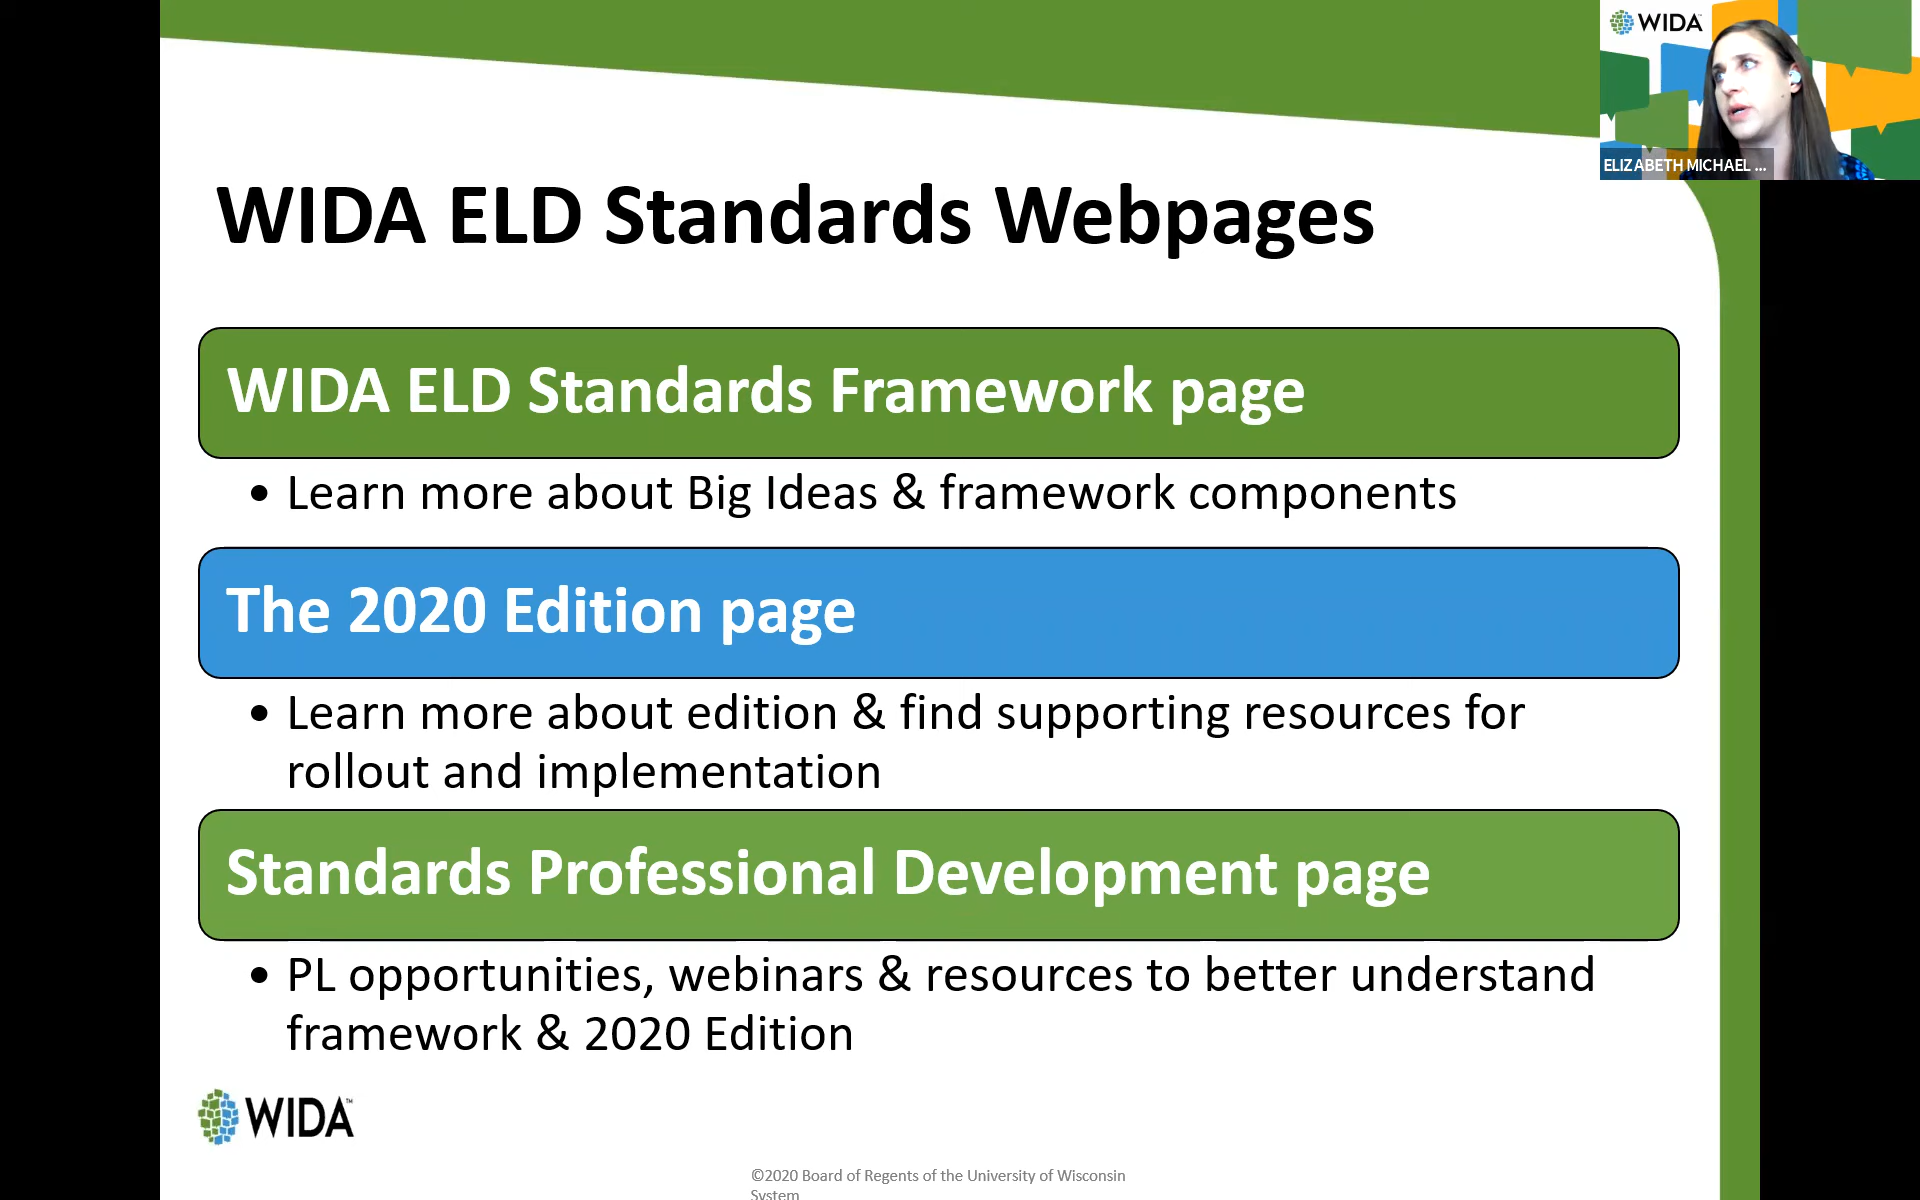 WIDA
ELIZABETH MICHAEL ...
WIDA ELD Standards Webpages
WIDA ELD Standards Framework page
• Learn more about Big Ideas & framework components
The 2020 Edition page
• Learn more about edition & find supporting resources for
rollout and implementation
Standards Professional Development page
• PL opportunities, webinars & resources to better understand
framework & 2020 Edition
WIDA™
©2020 Board of Regents of the University of Wisconsin
System